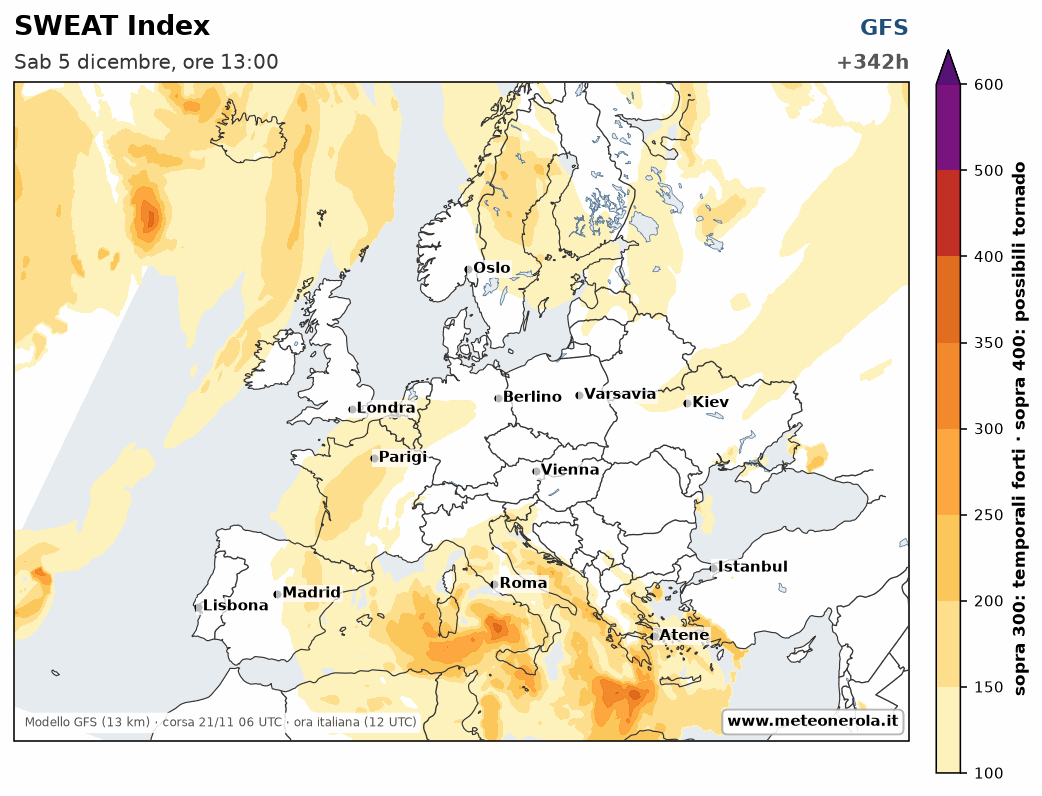 SWEAT Index
GFS
Sab 5 dicembre, ore 13:00
+342h
600
500
400
350
300
250
200
150
100
sopra 300: temporali forti · sopra 400: possibili tornado
Oslo
Londra
Berlino
Varsavia
Kiev
Parigi
Vienna
Istanbul
Roma
Madrid
Lisbona
Atene
Modello GFS (13 km) · corsa 21/11 06 UTC · ora italiana (12 UTC)
www.meteonerola.it